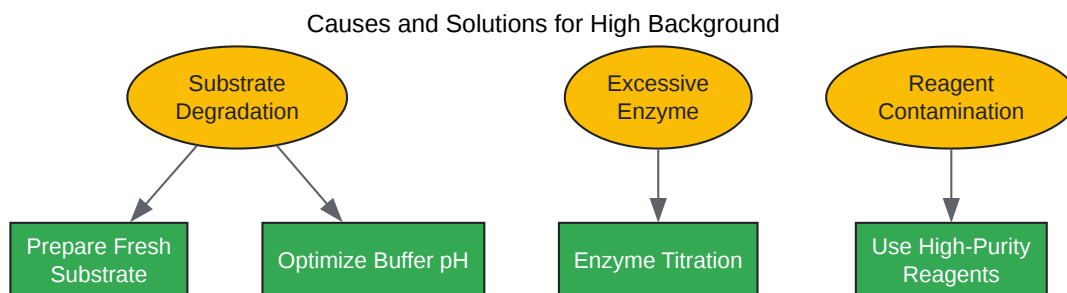 Causes and Solutions for High Background
Substrate
Degradation
Excessive
Enzyme
Reagent
Contamination
Prepare Fresh
Substrate
Optimize Buffer pH
Enzyme Titration
Use High-Purity
Reagents